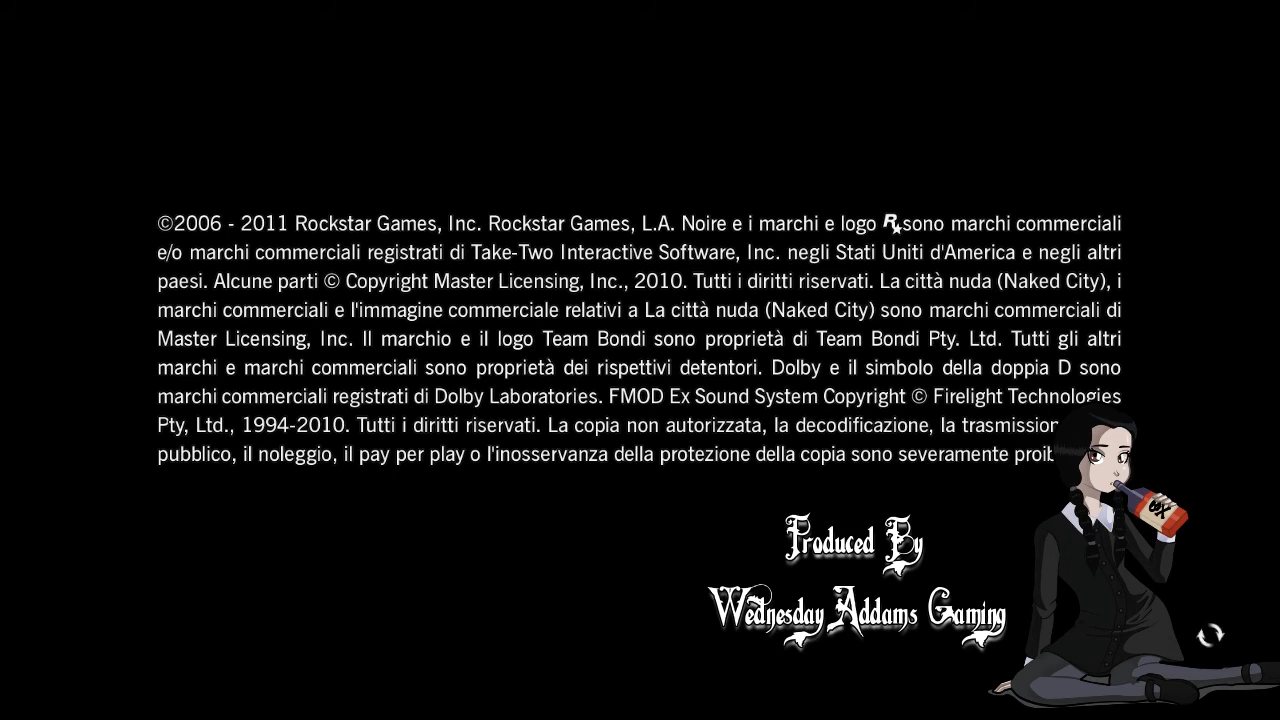 ©2006 - 2011 Rockstar Games, Inc. Rockstar Games, L.A. Noire e i marchi e logo R sono marchi commerciali
e/o marchi commerciali registrati di Take-Two Interactive Software, Inc. negli Stati Uniti d'America e negli altri
paesi. Alcune parti © Copyright Master Licensing, Inc., 2010. Tutti i diritti riservati. La città nuda (Naked City), i
marchi commerciali e l'immagine commerciale relativi a La città nuda (Naked City) sono marchi commerciali di
Master Licensing, Inc. Il marchio e il logo Team Bondi sono proprietà di Team Bondi Pty. Ltd. Tutti gli altri
marchi e marchi commerciali sono proprietà dei rispettivi detentori. Dolby e il simbolo della doppia D sono
marchi commerciali registrati di Dolby Laboratories. FMOD Ex Sound System Copyright © Firelight Technologies
Pty, Ltd., 1994-2010. Tutti i diritti riservati. La copia non autorizzata, la decodificazione, la trasmission
pubblico, il noleggio, il pay per play o l'inosservanza della protezione della copia sono severamente proib
Produced By
Wednesday Addams Gaming